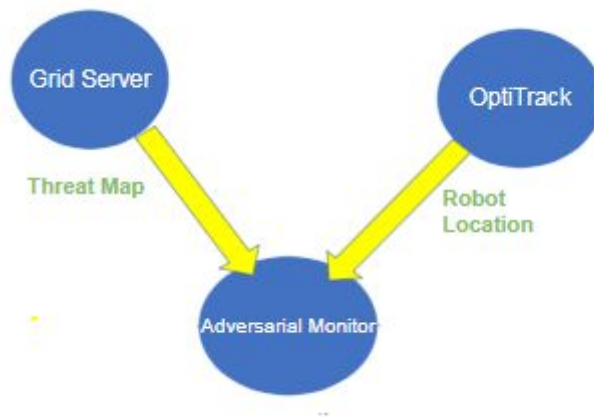 Grid Server
OptiTrack
Threat Map
Robot
Location
Adversarial Monitor